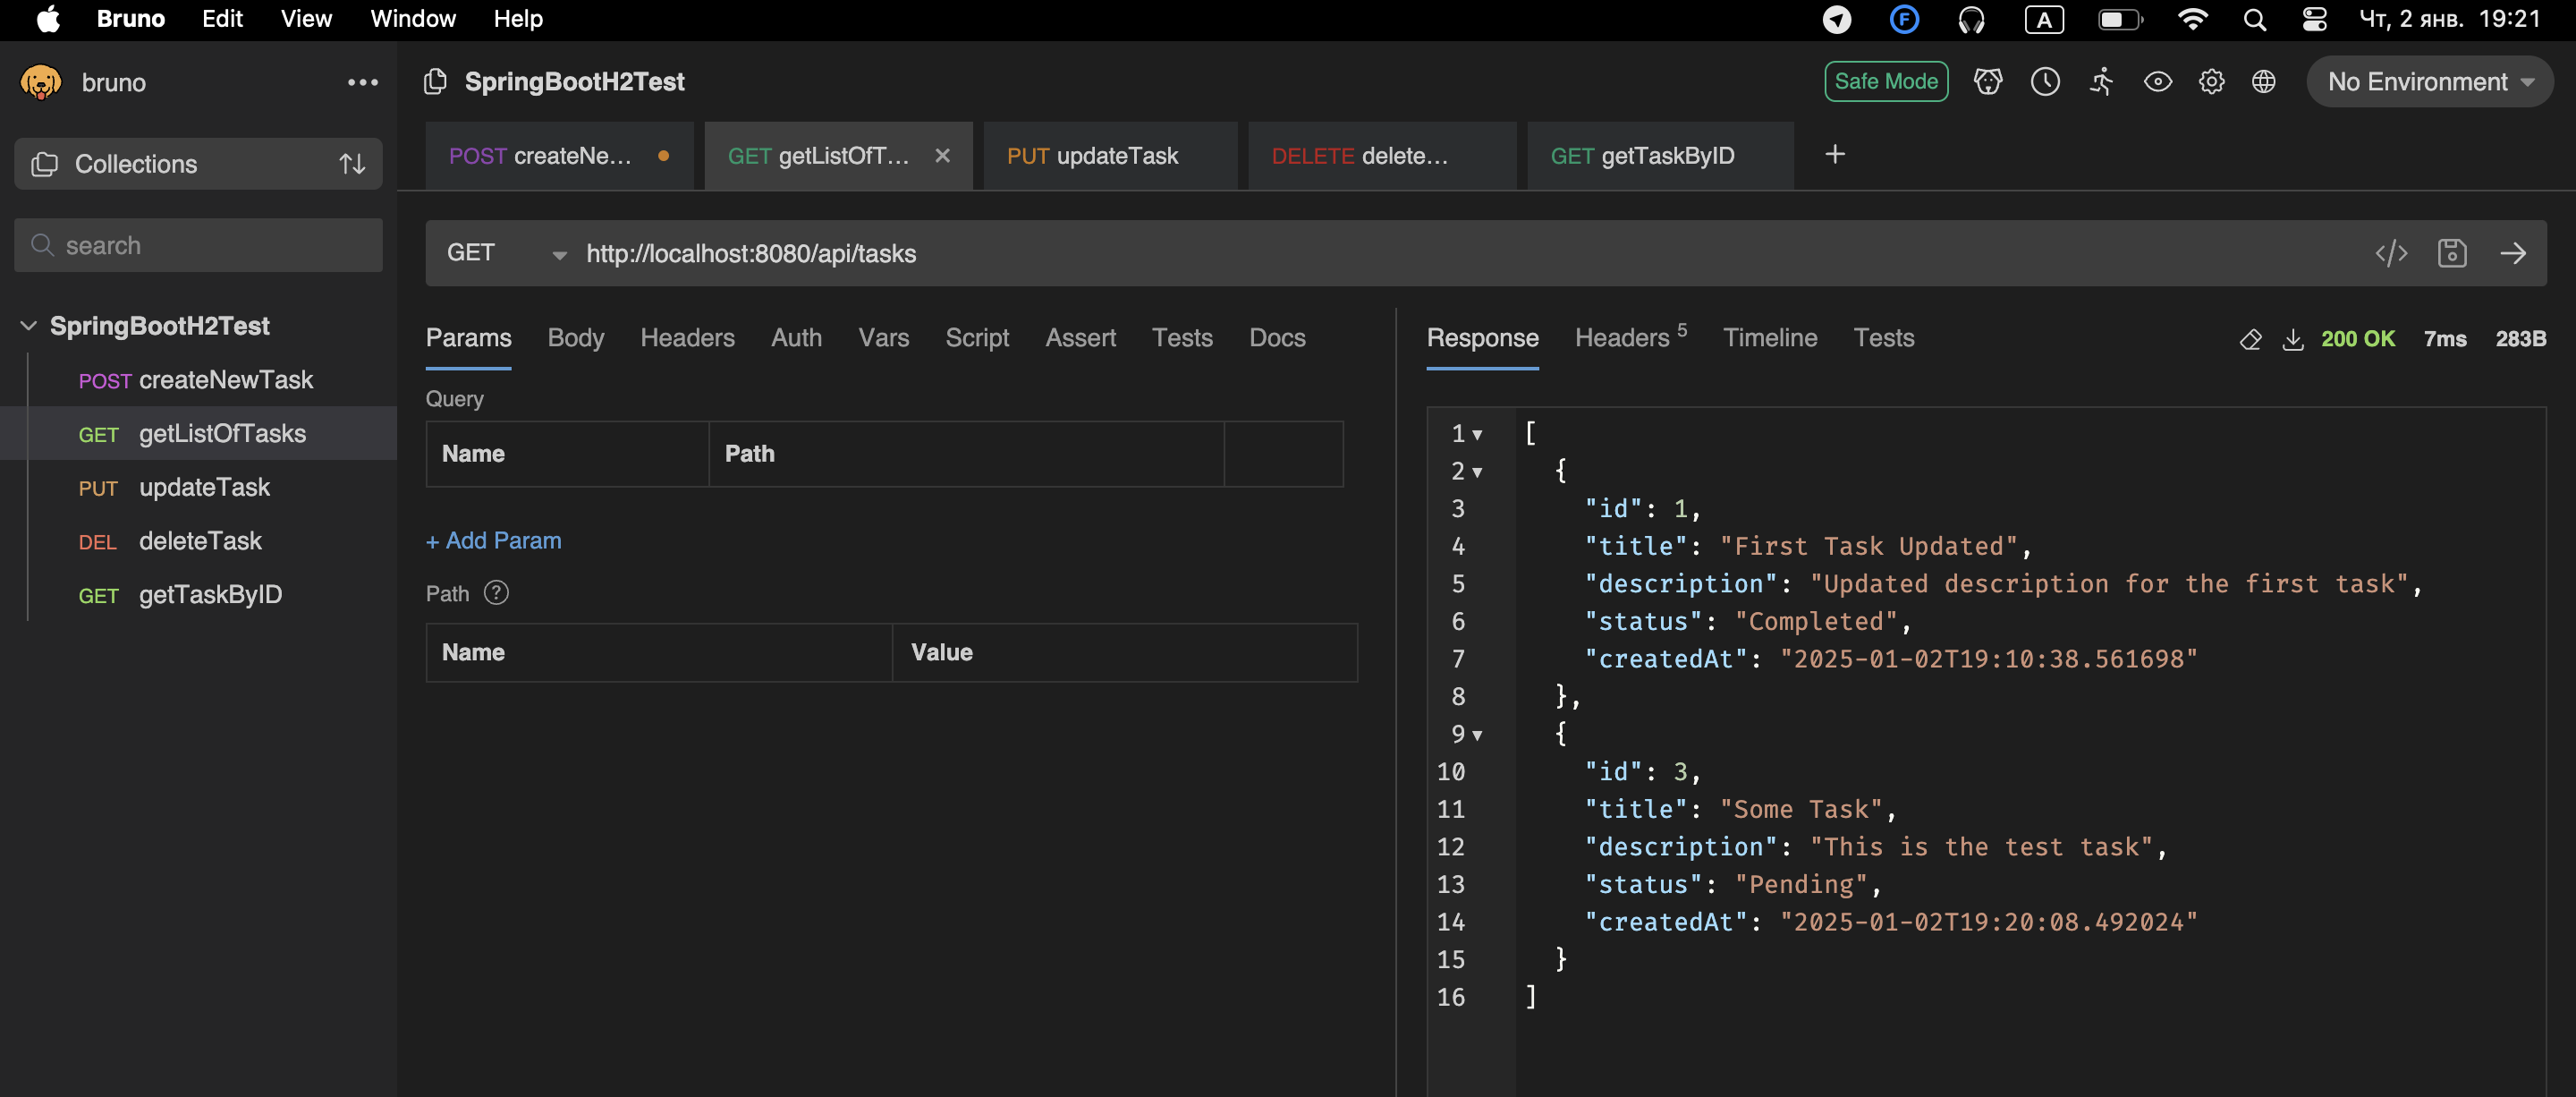 Bruno Edit View Window Help F A Чт, 2 янв. 19:21
bruno
SpringBootH2Test Safe Mode No Environment
Collections
POST createNe... GET getListOfT... PUT updateTask DELETE delete... GET getTaskByID
search
GET http://localhost:8080/api/tasks
SpringBootH2Test
POST createNewTask
GET getListOfTasks
PUT updateTask
DEL deleteTask
GET getTaskByID
Params Body Headers Auth Vars Script Assert Tests Docs
Query
Name Path
+ Add Param
Path ?
Name Value
Response Headers 5 Timeline Tests 200 OK 7ms 283B
1 [
2 {
3 "id": 1,
4 "title": "First Task Updated",
5 "description": "Updated description for the first task",
6 "status": "Completed",
7 "createdAt": "2025-01-02T19:10:38.561698"
8 },
9 {
10 "id": 3,
11 "title": "Some Task",
12 "description": "This is the test task",
13 "status": "Pending",
14 "createdAt": "2025-01-02T19:20:08.492024"
15 }
16 ]